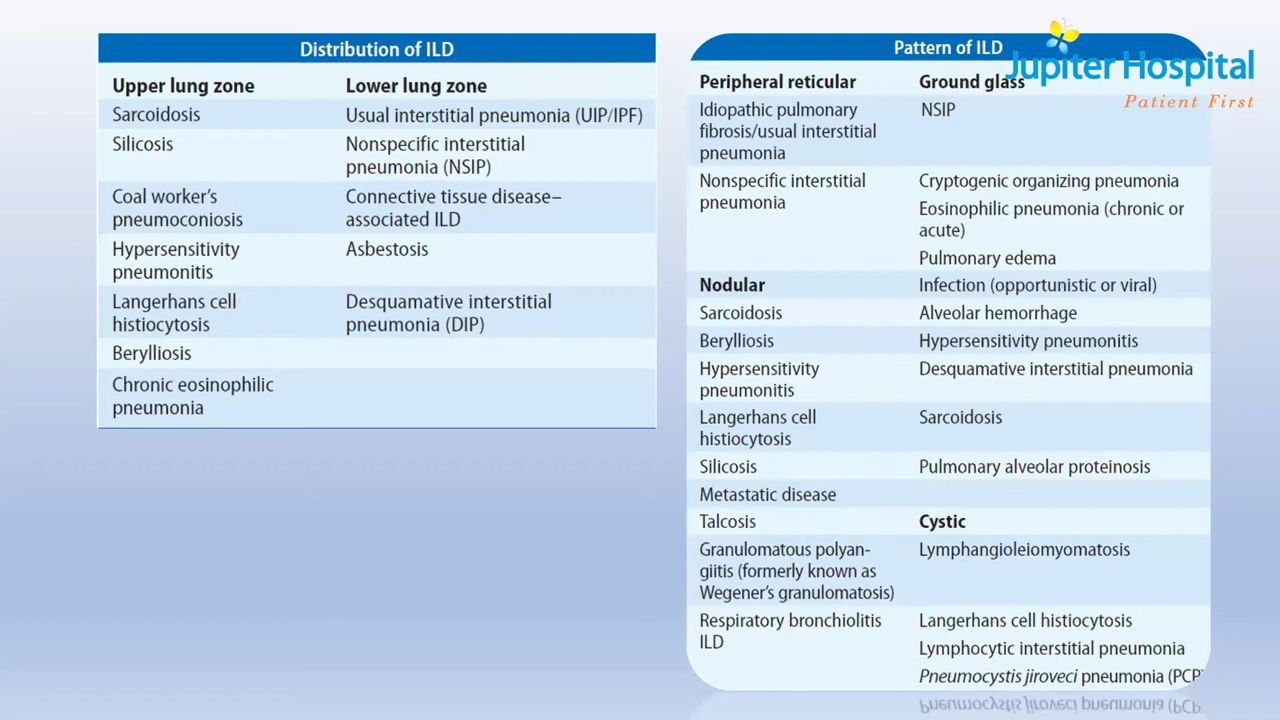 Distribution of ILD
Upper lung zone Lower lung zone
Sarcoidosis Usual interstitial pneumonia (UIP/IPF)
Silicosis Nonspecific interstitial
pneumonia (NSIP)
Coal worker's Connective tissue disease–
pneumoconiosis associated ILD
Hypersensitivity Asbestosis
pneumonitis
Langerhans cell Desquamative interstitial
histiocytosis pneumonia (DIP)
Berylliosis
Chronic eosinophilic
pneumonia
Pattern of ILD
Jupiter Hospital
Patient First
Peripheral reticular Ground glass
Idiopathic pulmonary NSIP
fibrosis/usual interstitial
pneumonia
Nonspecific interstitial Cryptogenic organizing pneumonia
pneumonia Eosinophilic pneumonia (chronic or
acute)
Pulmonary edema
Nodular Infection (opportunistic or viral)
Sarcoidosis Alveolar hemorrhage
Berylliosis Hypersensitivity pneumonitis
Hypersensitivity Desquamative interstitial pneumonia
pneumonitis
Langerhans cell Sarcoidosis
histiocytosis
Silicosis Pulmonary alveolar proteinosis
Metastatic disease
Talcosis Cystic
Granulomatous polyan- Lymphangioleiomyomatosis
giitis (formerly known as
Wegener's granulomatosis)
Respiratory bronchiolitis Langerhans cell histiocytosis
ILD Lymphocytic interstitial pneumonia
Pneumocystis jiroveci pneumonia (PCP)